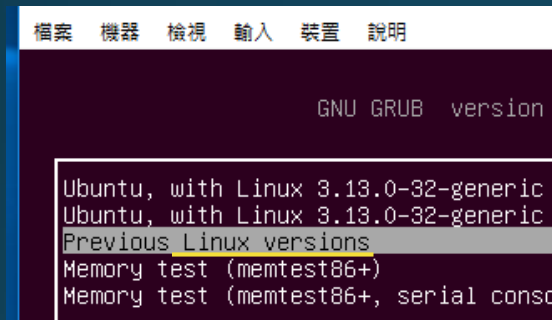 檔案 機器 檢視 輸入 裝置 說明
GNU GRUB version
Ubuntu, with Linux 3.13.0-32-generic
Ubuntu, with Linux 3.13.0-32-generic
Previous Linux versions
Memory test (memtest86+)
Memory test (memtest86+, serial conso